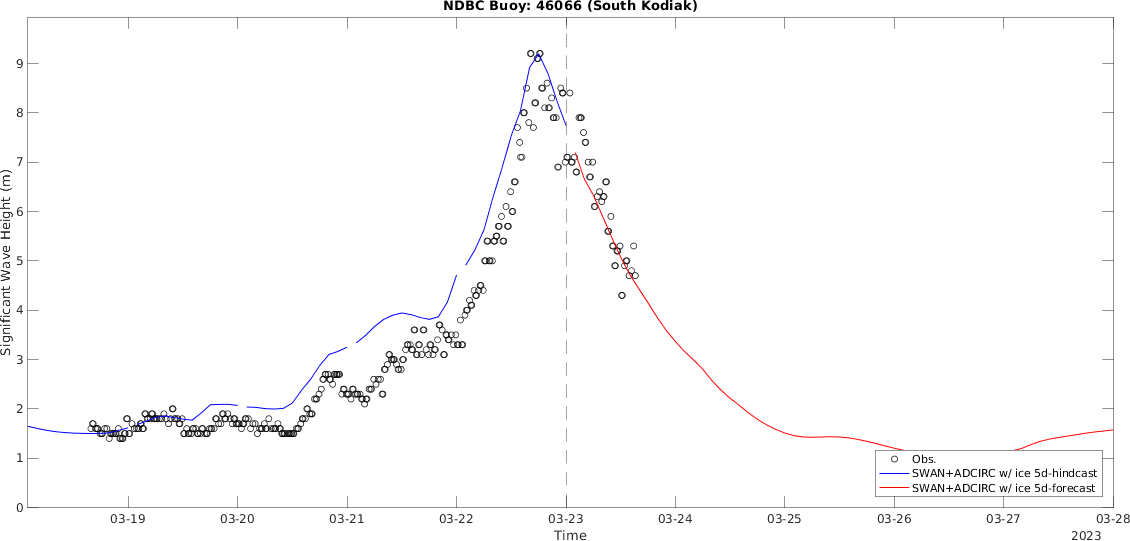 NDBC Buoy: 46066 (South Kodiak)
Significant Wave Height (m)
9
8
7
6
5
4
3
2
1
0
Obs.
SWAN+ADCIRC w/ ice 5d-hindcast
SWAN+ADCIRC w/ ice 5d-forecast
03-19 03-20 03-21 03-22 03-23 03-24 03-25 03-26 03-27 03-28
Time
2023